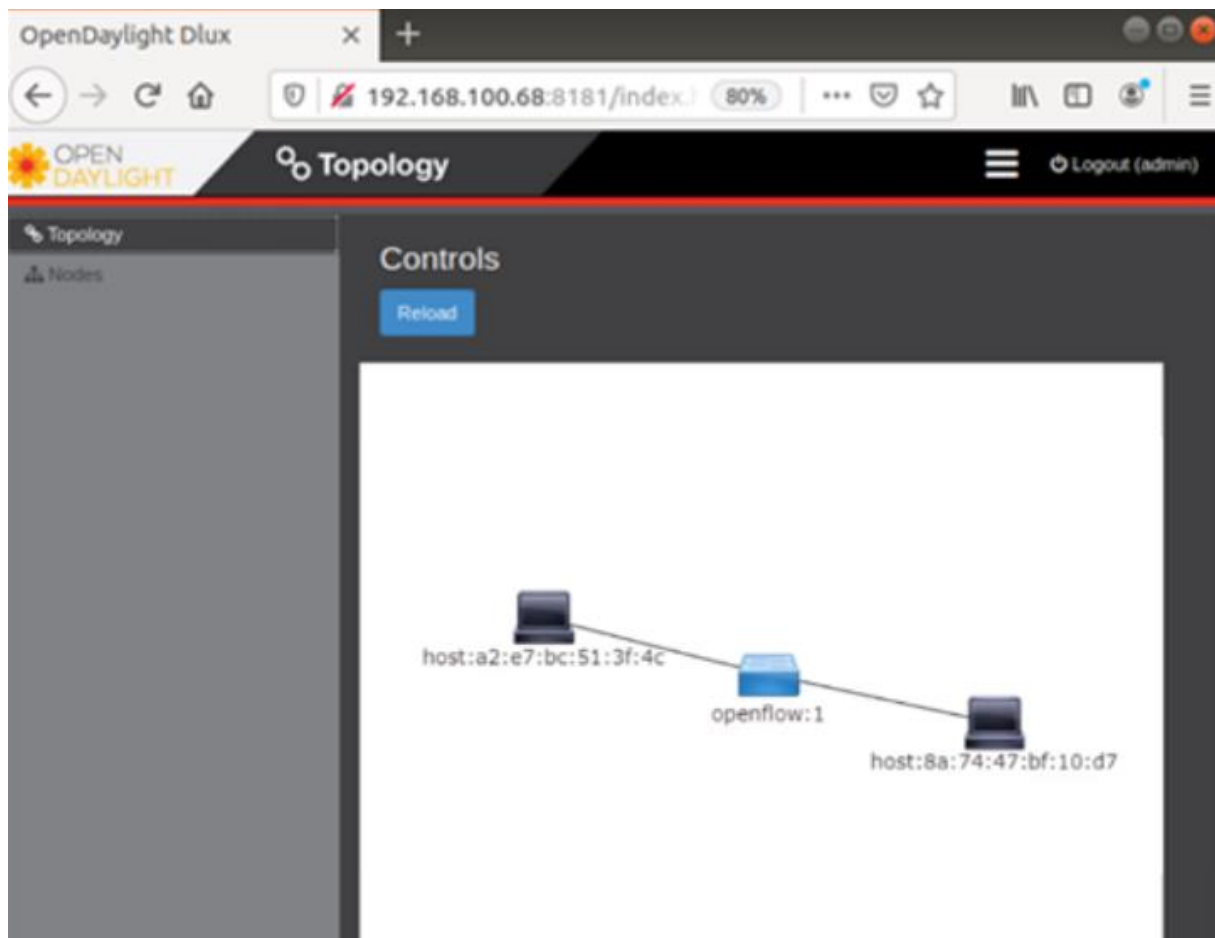 OpenDaylight Dlux
192.168.100.68:8181/index.
80%
OPEN
DAYLIGHT
Topology
Logout (admin)
Topology
Nodes
Controls
Reload
host:a2:e7:bc:51:3f:4c
openflow:1
host:8a:74:47:bf:10:d7